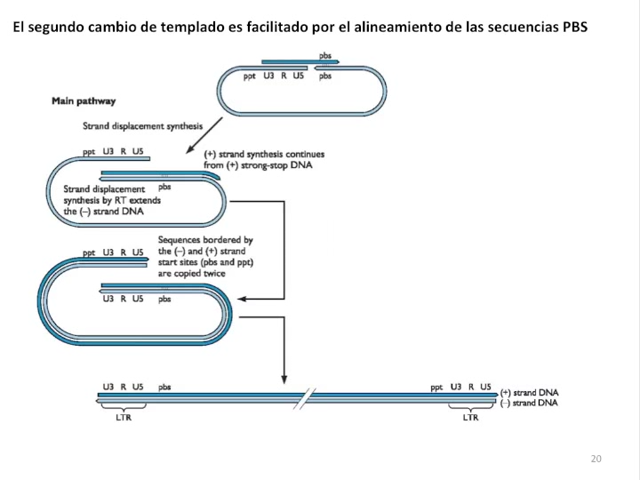 El segundo cambio de templado es facilitado por el alineamiento de las secuencias PBS
pbs
ppt U3 R U5 pbs
Main pathway
Strand displacement synthesis
ppt U3 R U5
(+) strand synthesis continues
from (+) strong-stop DNA
Strand displacement pbs
synthesis by RT extends
the (–) strand DNA
Sequences bordered by
the (–) and (+) strand
start sites (pbs and ppt)
are copied twice
ppt U3 R U5
U3 R U5 pbs
U3 R U5 pbs
ppt U3 R U5
(+) strand DNA
(–) strand DNA
LTR
LTR
20